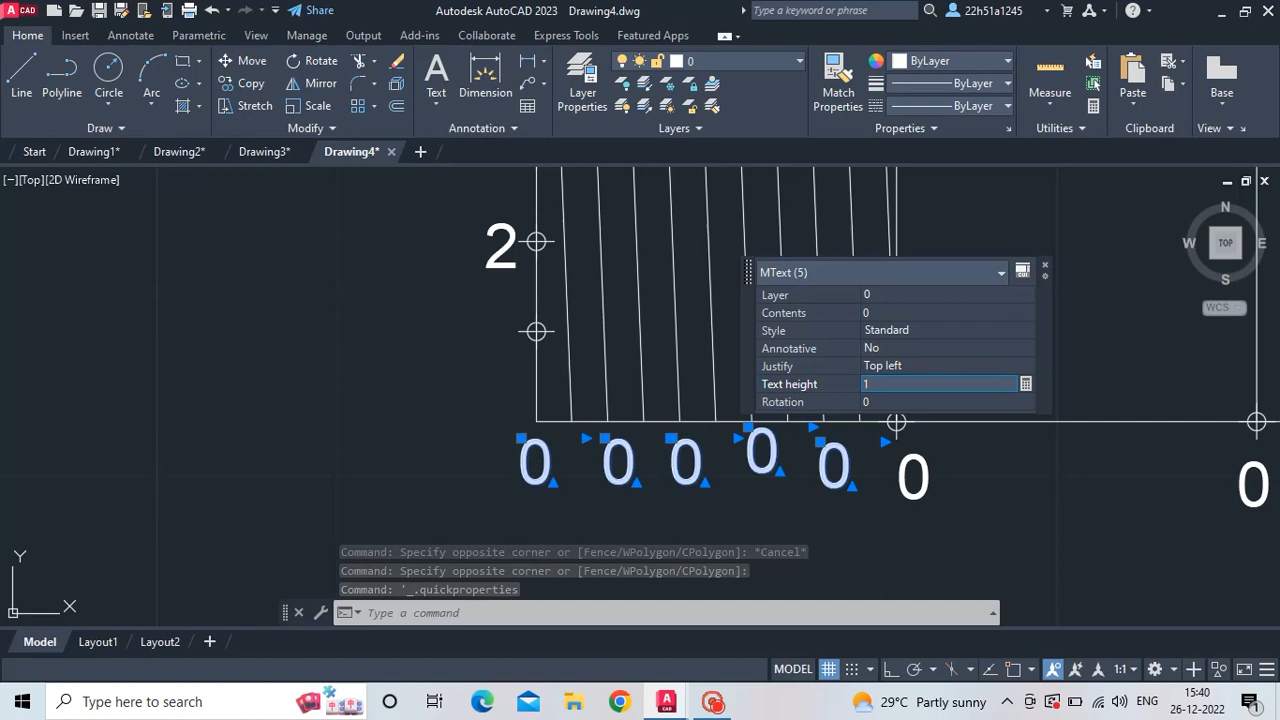 Share
Autodesk AutoCAD 2023 Drawing4.dwg
Type a keyword or phrase
22h51a1245
Home Insert Annotate Parametric View Manage Output Add-ins Collaborate Express Tools Featured Apps
Line
Polyline
Circle
Arc
Move
Rotate
Copy
Mirror
Stretch
Scale
Text
Dimension
Layer
Properties
0
Match
Properties
ByLayer
ByLayer
ByLayer
Measure
Paste
Base
Draw
Modify
Annotation
Layers
Properties
Utilities
Clipboard
View
Start Drawing1* Drawing2* Drawing3* Drawing4*
[−][Top][2D Wireframe]
N
W TOP E
S
WCS
2
MText (5)
Layer 0
Contents 0
Style Standard
Annotative No
Justify Top left
Text height 1
Rotation 0
0 0 0 0 0 0 0
Y
X
Command: Specify opposite corner or [Fence/WPolygon/CPolygon]: *Cancel*
Command: Specify opposite corner or [Fence/WPolygon/CPolygon]:
Command: '_.quickproperties
Type a command
Model Layout1 Layout2
MODEL
1:1
Type here to search
29°C Partly sunny
15:40
26-12-2022
1